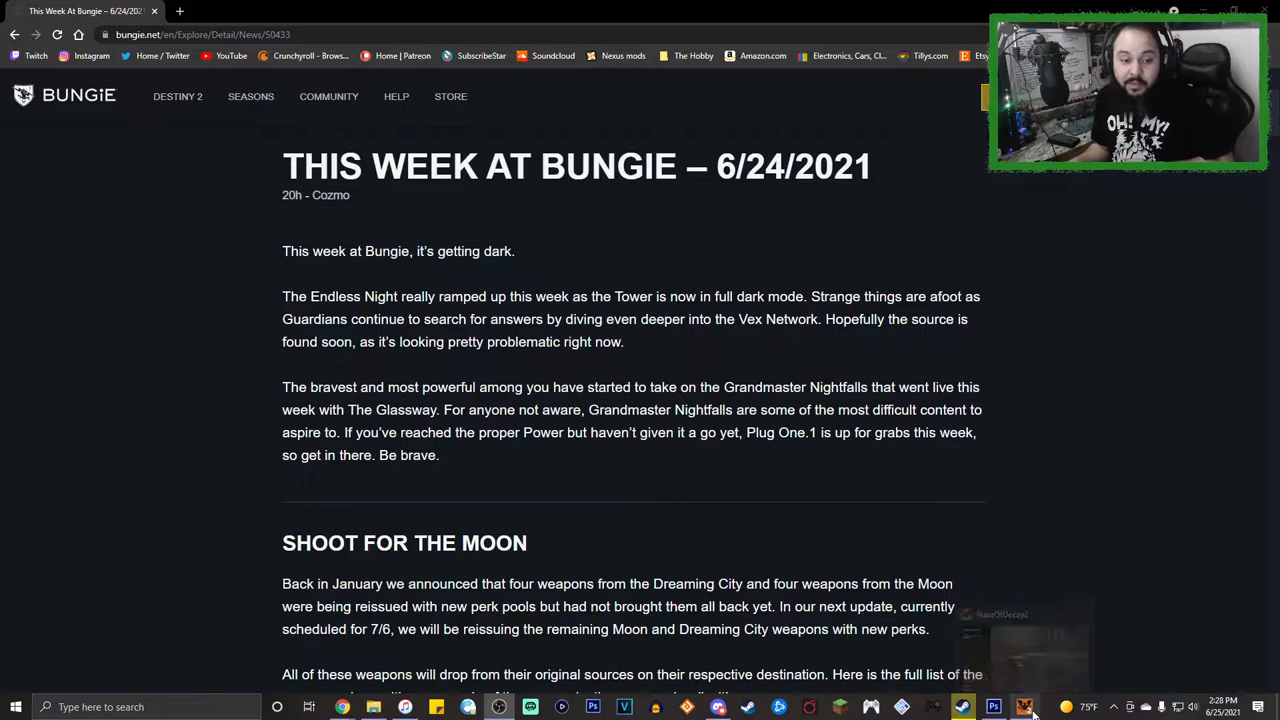 This Week At Bungie – 6/24/2021
bungie.net/en/Explore/Detail/News/50433
Twitch Instagram Home / Twitter YouTube Crunchyroll - Brows... Home | Patreon SubscribeStar Soundcloud Nexus mods The Hobby Amazon.com Electronics, Cars, Cl... Tillys.com Ets
BUNGiE DESTINY 2 SEASONS COMMUNITY HELP STORE
OH! MY!
THIS WEEK AT BUNGIE – 6/24/2021
20h - Cozmo
This week at Bungie, it’s getting dark.
The Endless Night really ramped up this week as the Tower is now in full dark mode. Strange things are afoot as
Guardians continue to search for answers by diving even deeper into the Vex Network. Hopefully the source is
found soon, as it’s looking pretty problematic right now.
The bravest and most powerful among you have started to take on the Grandmaster Nightfalls that went live this
week with The Glassway. For anyone not aware, Grandmaster Nightfalls are some of the most difficult content to
aspire to. If you’ve reached the proper Power but haven’t given it a go yet, Plug One.1 is up for grabs this week,
so get in there. Be brave.
SHOOT FOR THE MOON
Back in January we announced that four weapons from the Dreaming City and four weapons from the Moon
were being reissued with new perk pools but had not brought them all back yet. In our next update, currently
scheduled for 7/6, we will be reissuing the remaining Moon and Dreaming City weapons with new perks.
All of these weapons will drop from their original sources on their respective destination. Here is the full list of the
Type here to search
Ps
V
Ps
75°F
2:28 PM
6/25/2021